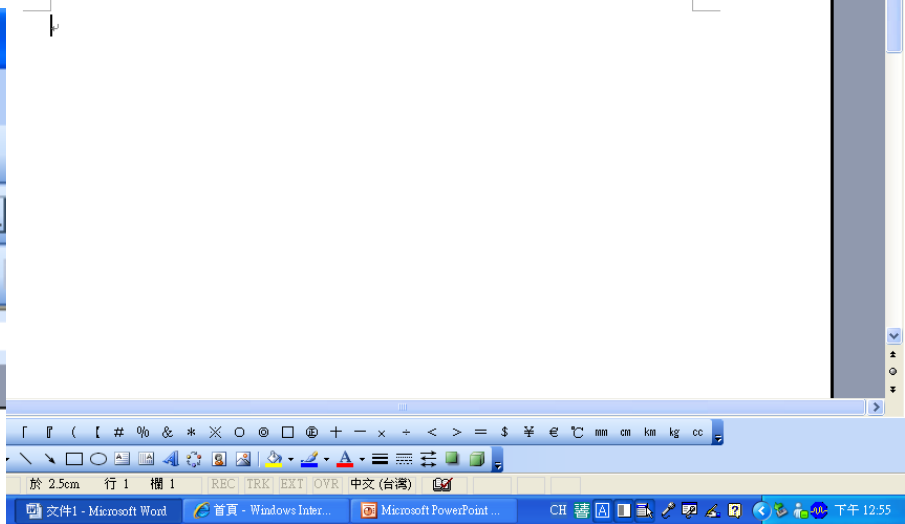 「 『 ( 【 # % & * ※ ○ ◎ □ ㊣ + - × ÷ < > = $ ¥ € ℃ mm cm km kg cc
A
於 2.5cm 行 1 欄 1 REC TRK EXT OVR 中文 (台灣)
文件1 - Microsoft Word 首頁 - Windows Inter... Microsoft PowerPoint ... CH A 下午 12:55